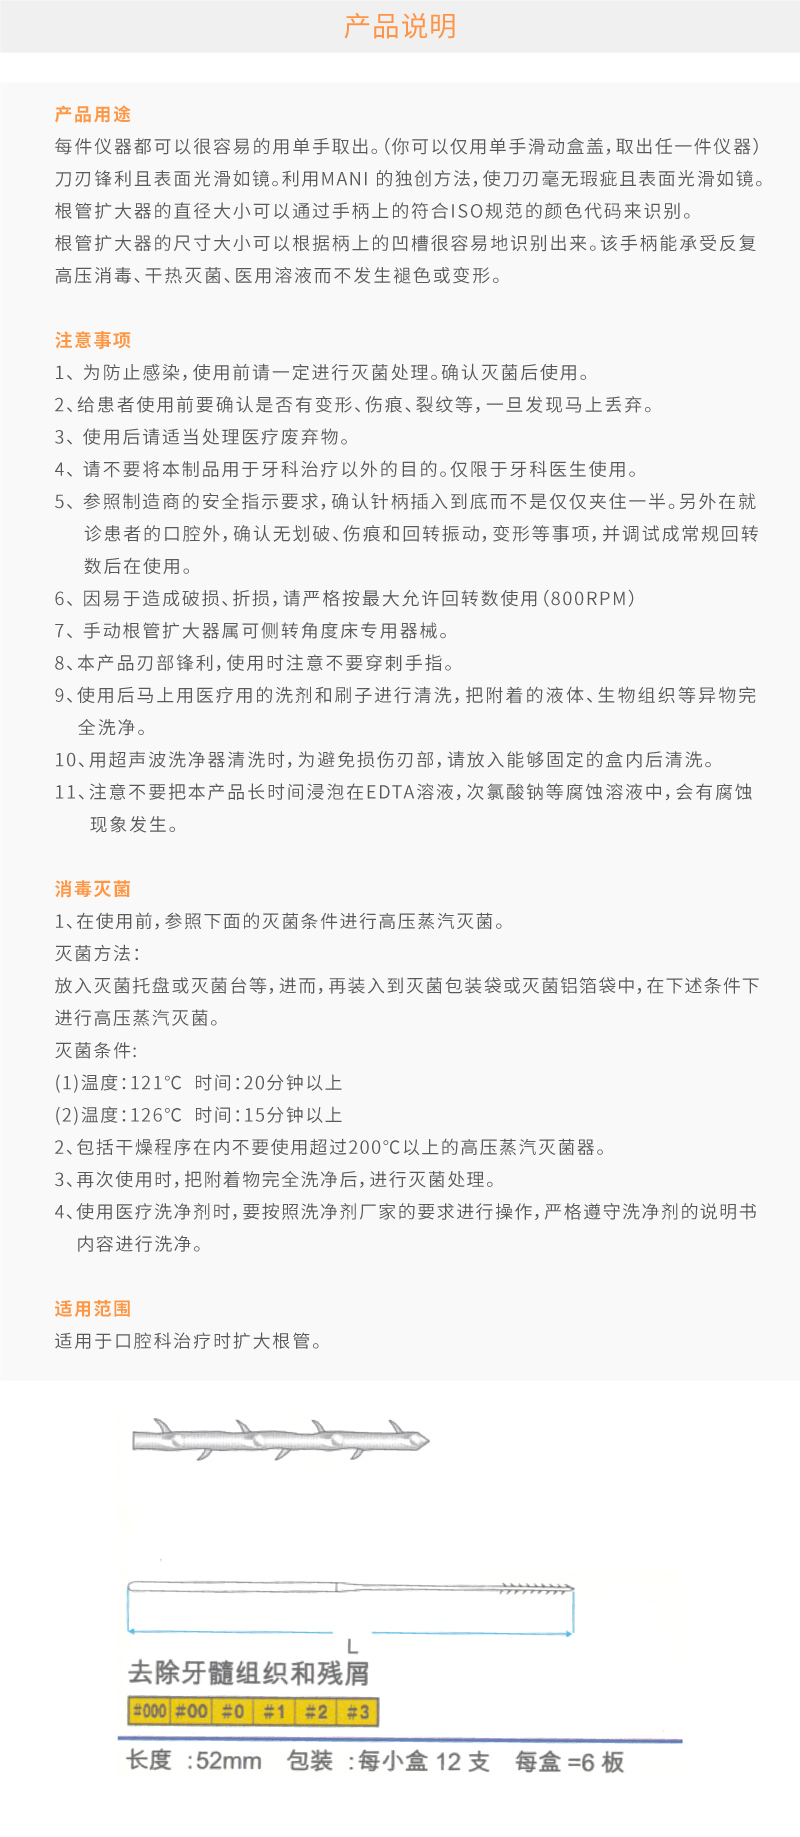 产品说明
产品用途
每件仪器都可以很容易的用单手取出。(你可以仅用单手滑动盒盖,取出任一件仪器)
刀刃锋利且表面光滑如镜。利用MANI 的独创方法,使刀刃毫无瑕疵且表面光滑如镜。
根管扩大器的直径大小可以通过手柄上的符合ISO规范的颜色代码来识别。
根管扩大器的尺寸大小可以根据柄上的凹槽很容易地识别出来。该手柄能承受反复
高压消毒、干热灭菌、医用溶液而不发生褪色或变形。
注意事项
1、 为防止感染,使用前请一定进行灭菌处理。确认灭菌后使用。
2、给患者使用前要确认是否有变形、伤痕、裂纹等,一旦发现马上丢弃。
3、 使用后请适当处理医疗废弃物。
4、 请不要将本制品用于牙科治疗以外的目的。仅限于牙科医生使用。
5、 参照制造商的安全指示要求,确认针柄插入到底而不是仅仅夹住一半。另外在就
诊患者的口腔外,确认无划破、伤痕和回转振动,变形等事项,并调试成常规回转
数后在使用。
6、 因易于造成破损、折损,请严格按最大允许回转数使用(800RPM)
7、 手动根管扩大器属可侧转角度床专用器械。
8、本产品刃部锋利,使用时注意不要穿刺手指。
9、使用后马上用医疗用的洗剂和刷子进行清洗,把附着的液体、生物组织等异物完
全洗净。
10、用超声波洗净器清洗时,为避免损伤刃部,请放入能够固定的盒内后清洗。
11、注意不要把本产品长时间浸泡在EDTA溶液,次氯酸钠等腐蚀溶液中,会有腐蚀
现象发生。
消毒灭菌
1、在使用前,参照下面的灭菌条件进行高压蒸汽灭菌。
灭菌方法:
放入灭菌托盘或灭菌台等,进而,再装入到灭菌包装袋或灭菌铝箔袋中,在下述条件下
进行高压蒸汽灭菌。
灭菌条件:
(1)温度:121℃ 时间:20分钟以上
(2)温度:126℃ 时间:15分钟以上
2、包括干燥程序在内不要使用超过200℃以上的高压蒸汽灭菌器。
3、再次使用时,把附着物完全洗净后,进行灭菌处理。
4、使用医疗洗净剂时,要按照洗净剂厂家的要求进行操作,严格遵守洗净剂的说明书
内容进行洗净。
适用范围
适用于口腔科治疗时扩大根管。
L
去除牙髓组织和残屑
#000 #00 #0 #1 #2 #3
长度 :52mm 包装 :每小盒 12 支 每盒 =6 板